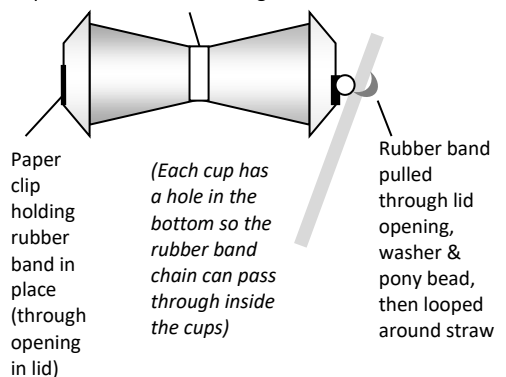 Paper
clip
holding
rubber
band in
place
(through
opening
in lid)
(Each cup has
a hole in the
bottom so the
rubber band
chain can pass
through inside
the cups)
Rubber band
pulled
through lid
opening,
washer &
pony bead,
then looped
around straw